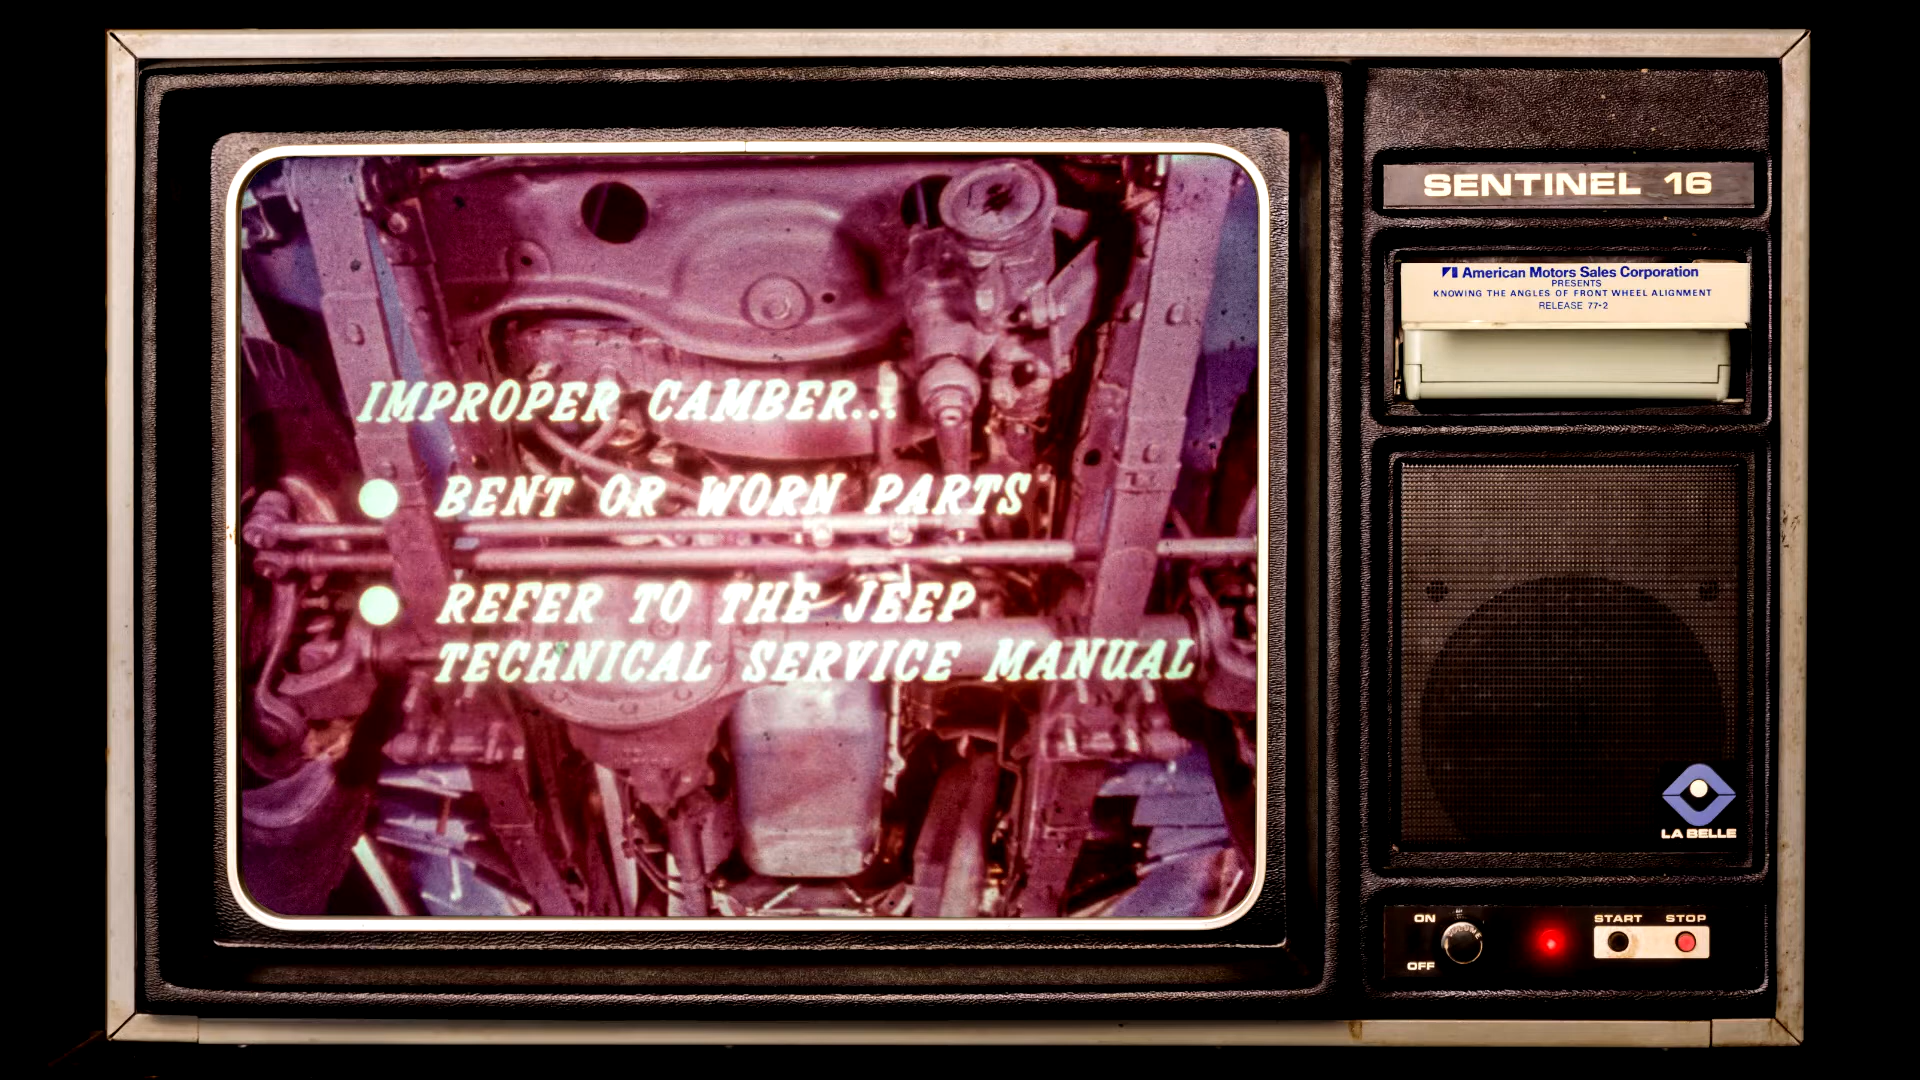 IMPROPER CAMBER...
BENT OR WORN PARTS
REFER TO THE JEEP
TECHNICAL SERVICE MANUAL
SENTINEL 16
American Motors Sales Corporation
PRESENTS
KNOWING THE ANGLES OF FRONT WHEEL ALIGNMENT
RELEASE 77-2
LA BELLE
ON
OFF
VOLUME
START STOP